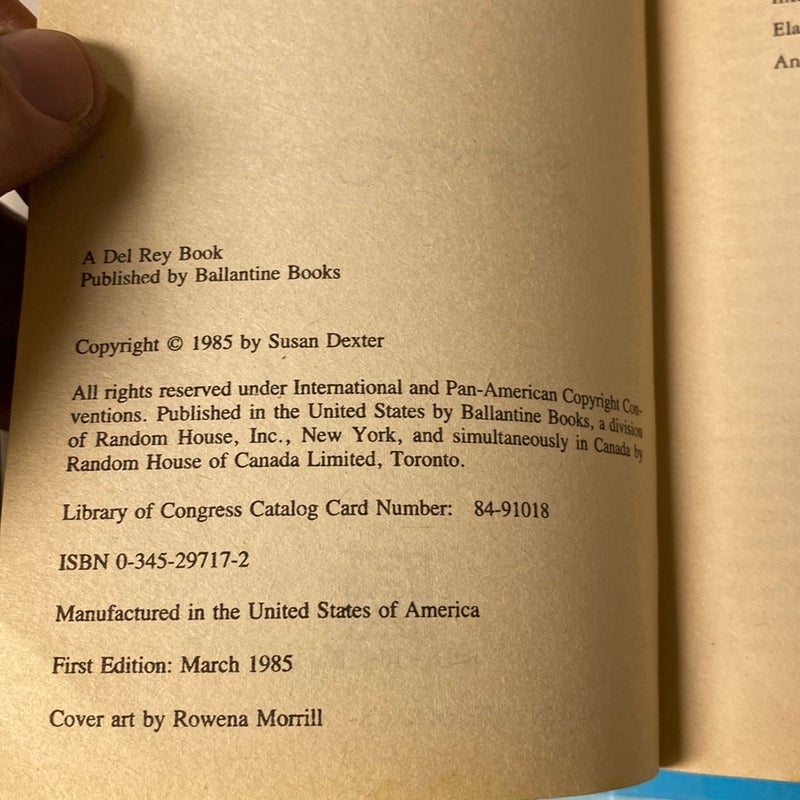 A Del Rey Book
Published by Ballantine Books
Copyright © 1985 by Susan Dexter
All rights reserved under International and Pan-American Copyright Con-
ventions. Published in the United States by Ballantine Books, a division
of Random House, Inc., New York, and simultaneously in Canada by
Random House of Canada Limited, Toronto.
Library of Congress Catalog Card Number: 84-91018
ISBN 0-345-29717-2
Manufactured in the United States of America
First Edition: March 1985
Cover art by Rowena Morrill
Ela
An